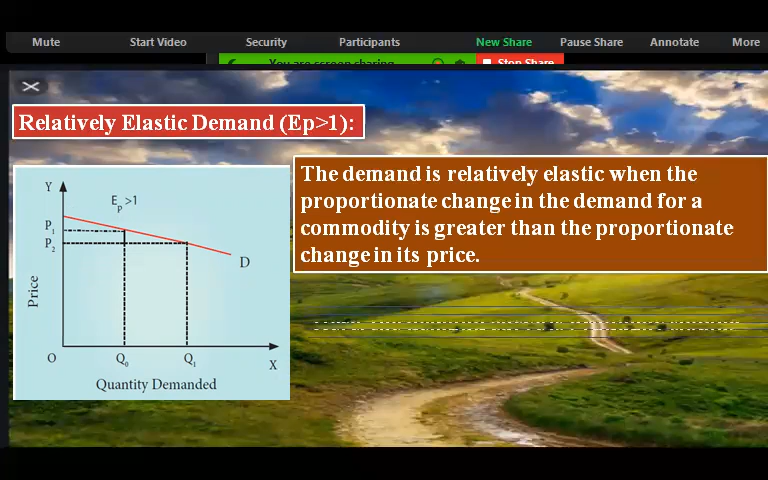 Mute Start Video Security Participants New Share Pause Share Annotate More
You are screen sharing Stop Share
Relatively Elastic Demand (Ep>1):
The demand is relatively elastic when the
proportionate change in the demand for a
commodity is greater than the proportionate
change in its price.
Y
Ep >1
P1
P2
D
Price
O Q0 Q1 X
Quantity Demanded